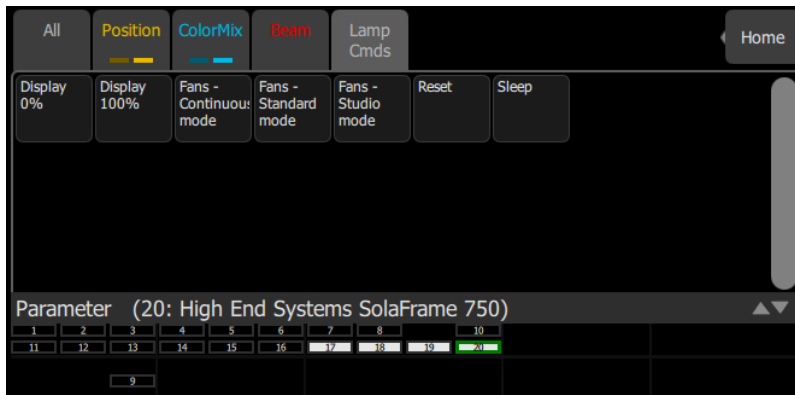 All Position ColorMix Beam Lamp Cmds Home
Display 0% Display 100% Fans - Continuous mode Fans - Standard mode Fans - Studio mode Reset Sleep
Parameter (20: High End Systems SolaFrame 750)
1 2 3 4 5 6 7 8 10
11 12 13 14 15 16 17 18 19 20
9